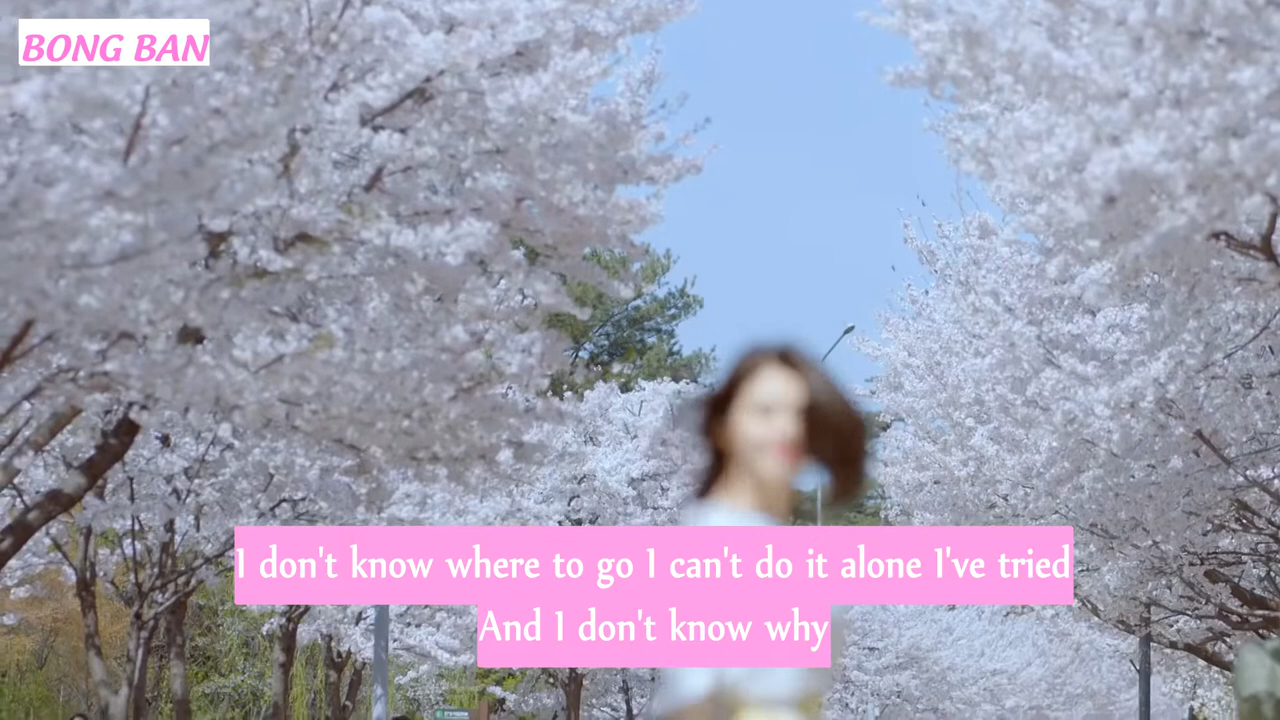 BONG BAN
I don't know where to go I can't do it alone I've tried
And I don't know why